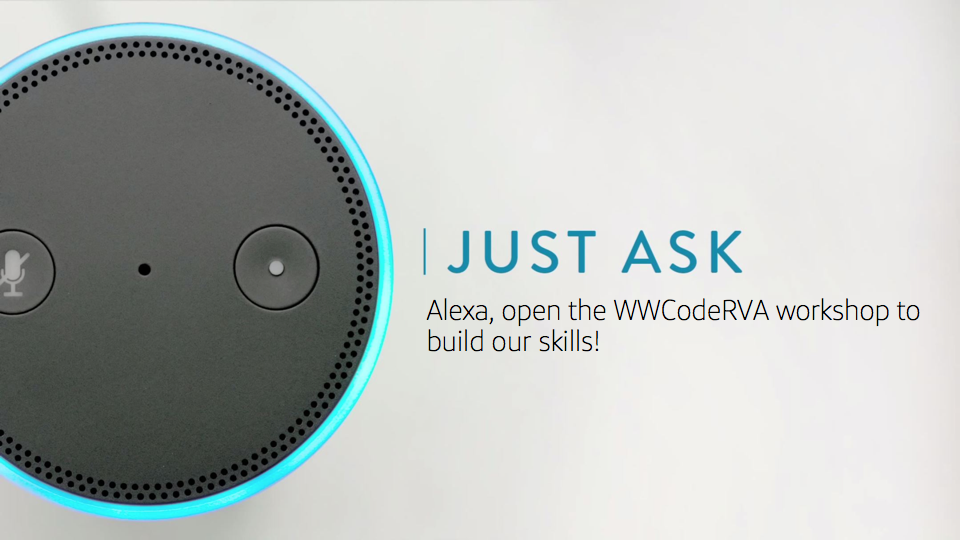 JUST ASK
Alexa, open the WWCodeRVA workshop to
build our skills!